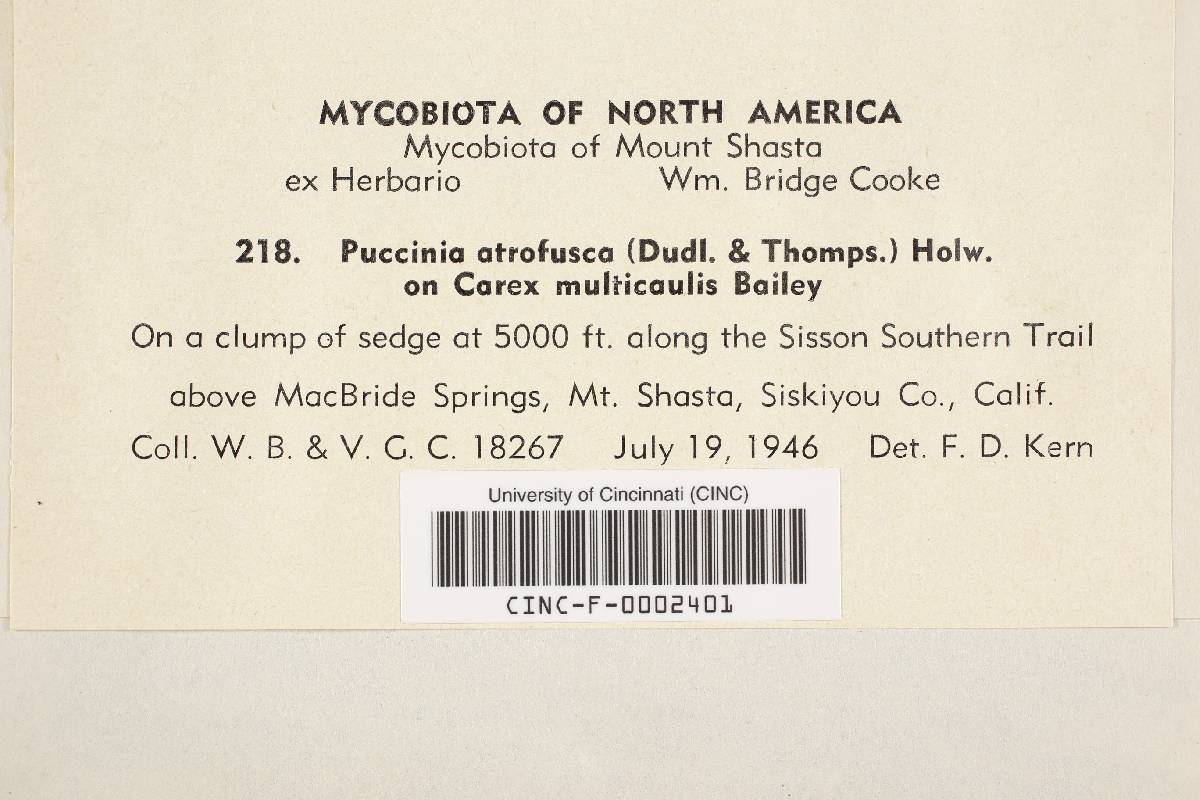 MYCOBIOTA OF NORTH AMERICA
Mycobiota of Mount Shasta
ex Herbario Wm. Bridge Cooke
218. Puccinia atrofusca (Dudl. & Thomps.) Holw.
on Carex multicaulis Bailey
On a clump of sedge at 5000 ft. along the Sisson Southern Trail
above MacBride Springs, Mt. Shasta, Siskiyou Co., Calif.
Coll. W. B. & V. G. C. 18267 July 19, 1946 Det. F. D. Kern
University of Cincinnati (CINC)
CINC-F-0002401